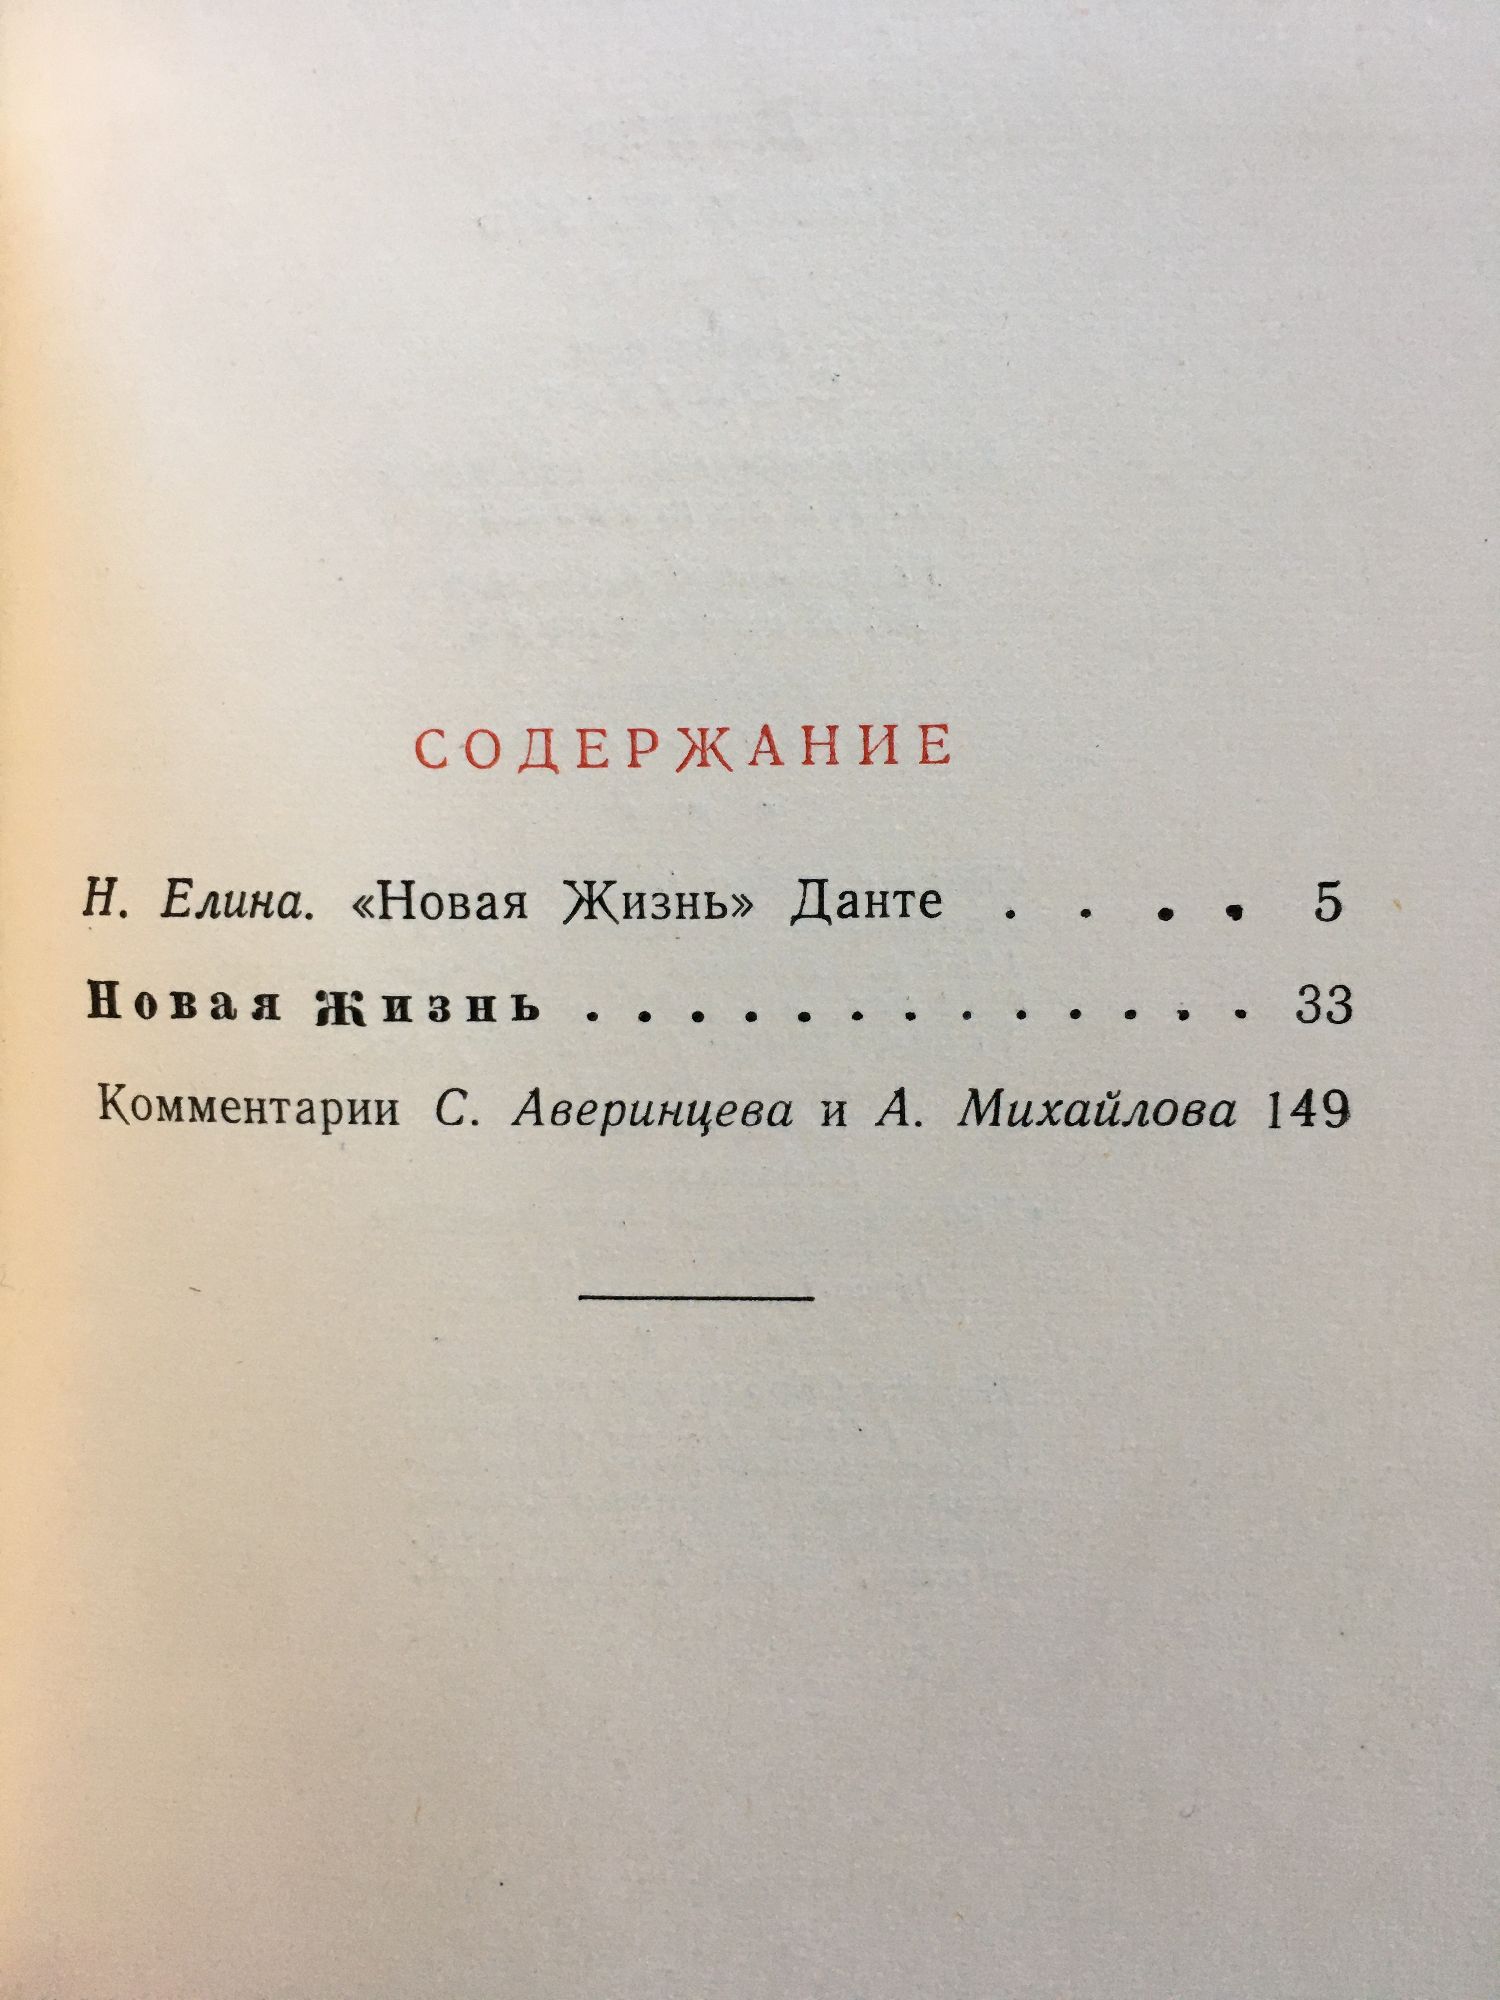 СОДЕРЖАНИЕ
Н. Елина. «Новая Жизнь» Данте . . . . 5
Новая Жизнь . . . . . . . . . . . . . 33
Комментарии С. Аверинцева и А. Михайлова 149